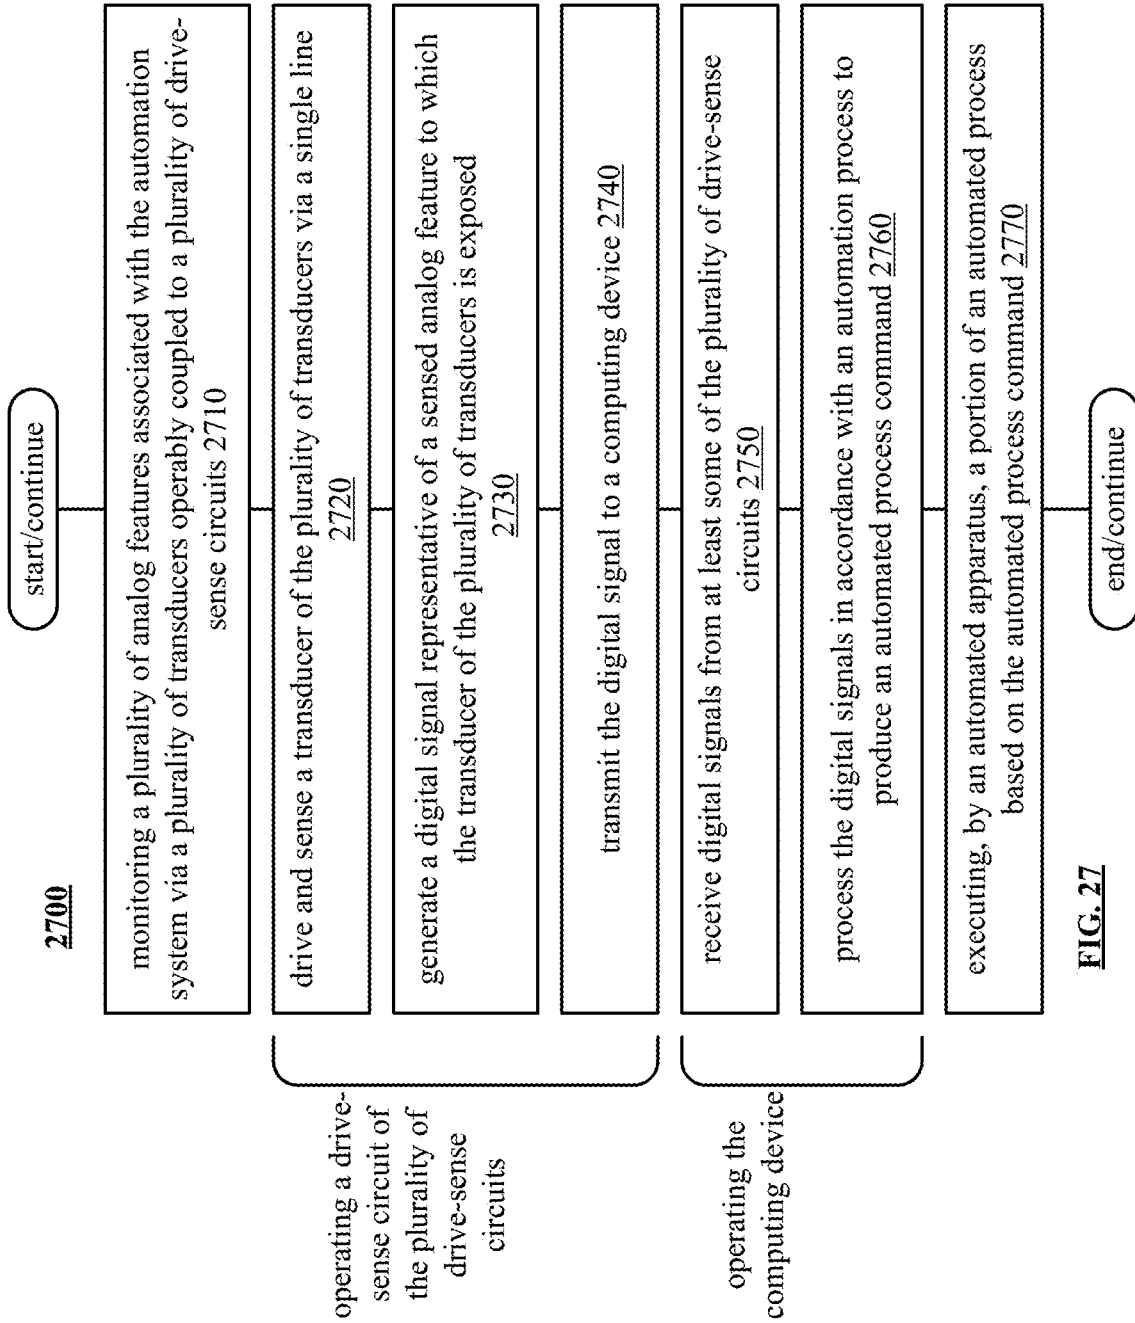 2700
start/continue
monitoring a plurality of analog features associated with the automation
system via a plurality of transducers operably coupled to a plurality of drive-
sense circuits 2710
operating a drive-
sense circuit of
the plurality of
drive-sense
circuits
drive and sense a transducer of the plurality of transducers via a single line
2720
generate a digital signal representative of a sensed analog feature to which
the transducer of the plurality of transducers is exposed
2730
transmit the digital signal to a computing device 2740
operating the
computing device
receive digital signals from at least some of the plurality of drive-sense
circuits 2750
process the digital signals in accordance with an automation process to
produce an automated process command 2760
executing, by an automated apparatus, a portion of an automated process
based on the automated process command 2770
end/continue
FIG. 27